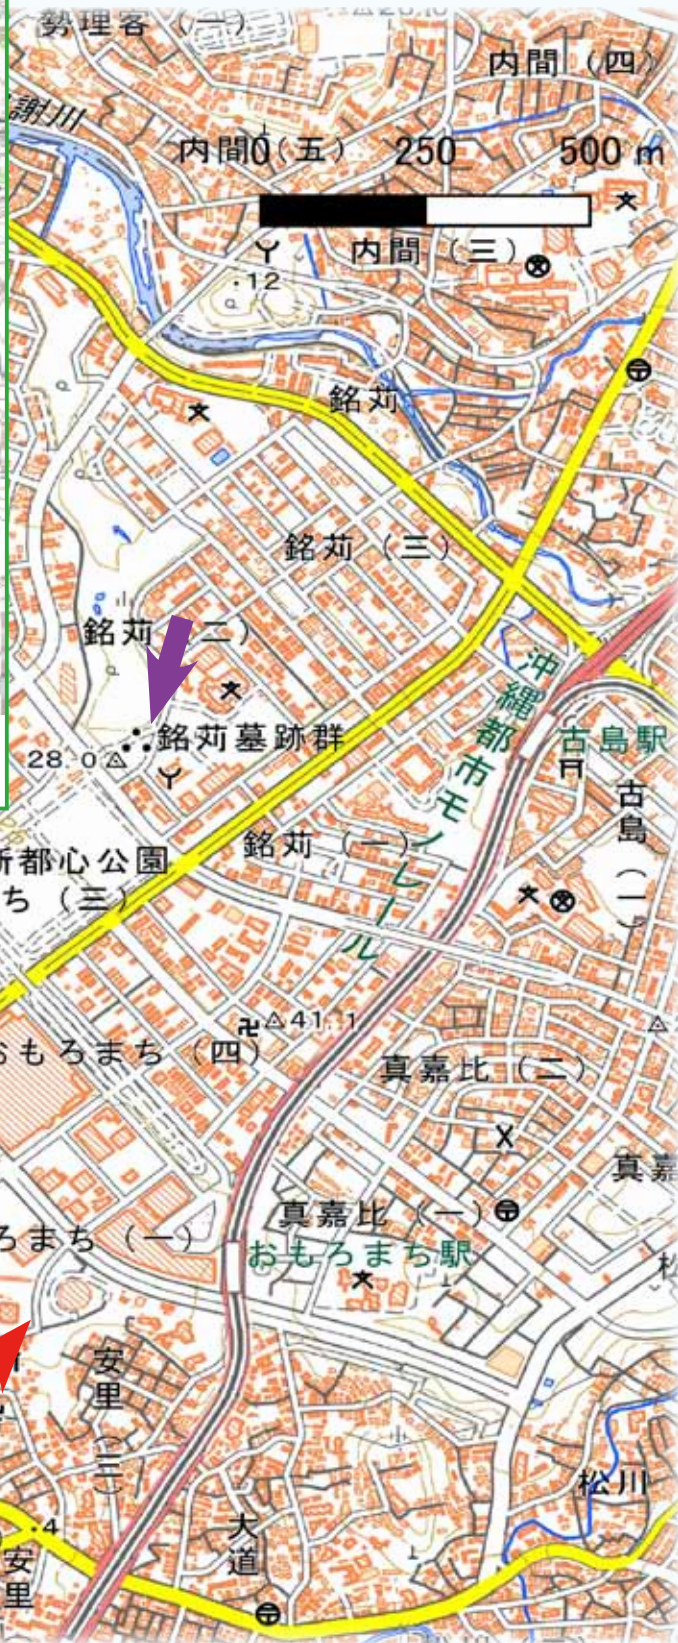 勢理客（一）
内間（四）
謝川
内間（五）
0 250 500 m
内間（三）
・12
銘苅
銘苅（三）
銘苅（二）
沖縄都市モノレール
銘苅墓跡群
28.0
古島駅
古島（一）
銘苅（一）
新都心公園
ち（三）
41.1
おもろまち（四）
真嘉比（二）
真嘉
真嘉比（一）
ろまち（一）
おもろまち駅
松
安里（三）
松川
・4
大道
安里